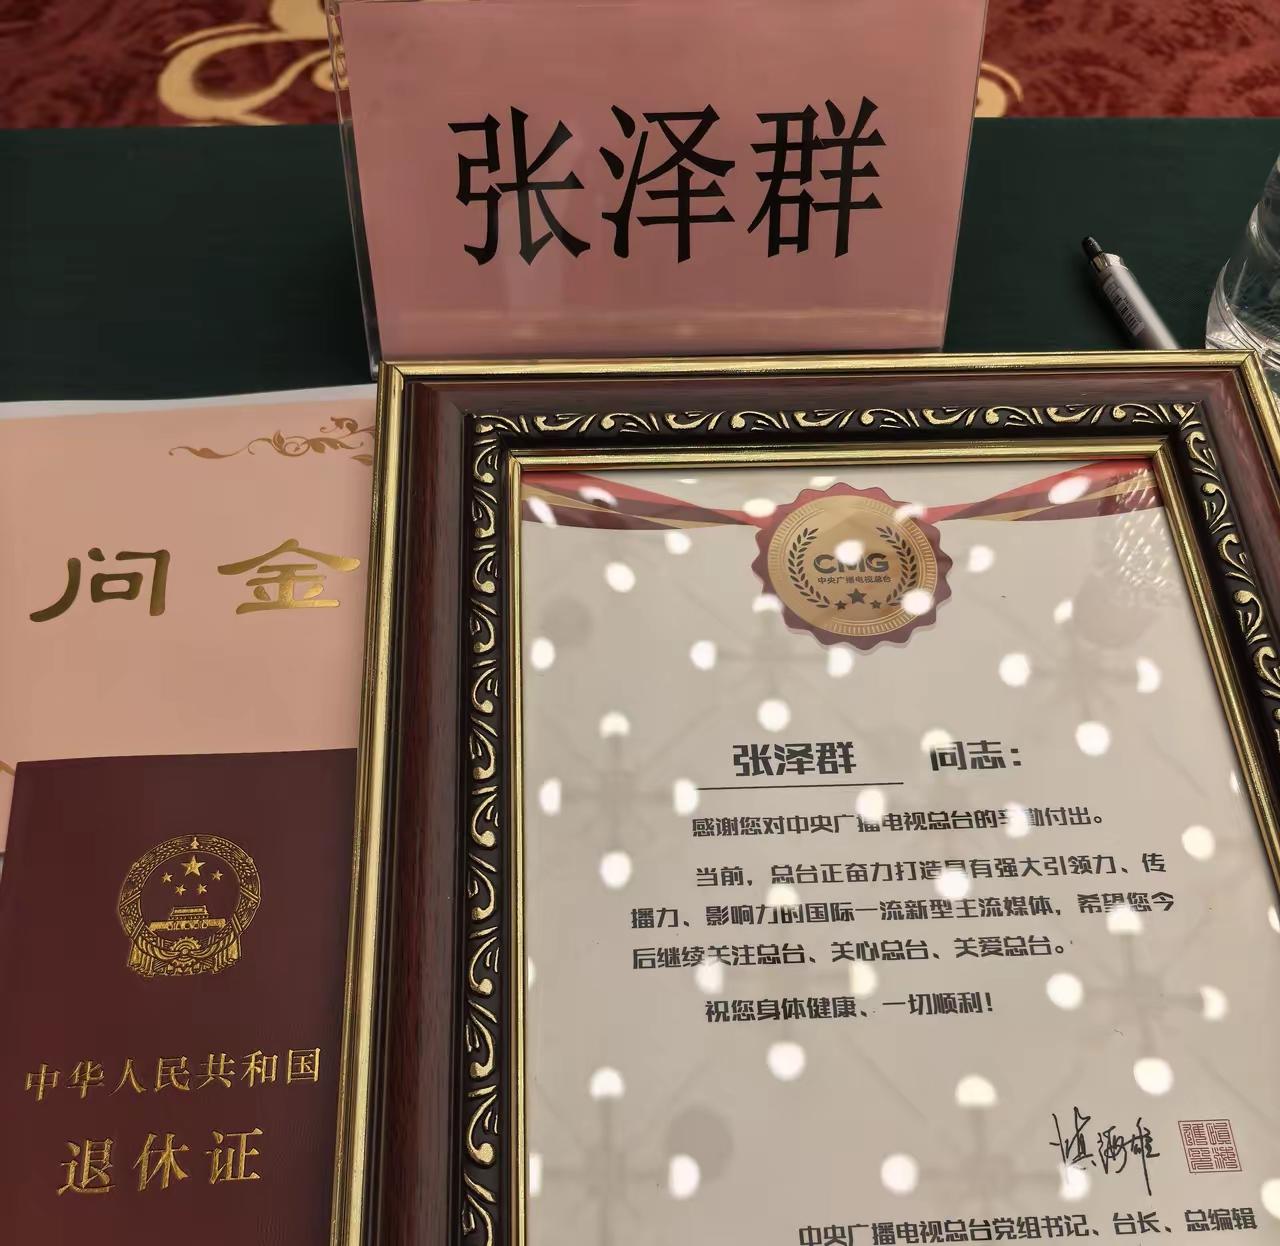 张泽群
问金
CMG
中央广播电视总台
张泽群 同志：
感谢您对中央广播电视总台的辛勤付出。
当前，总台正奋力打造具有强大引领力、传
播力、影响力的国际一流新型主流媒体，希望您今
后继续关注总台、关心总台、关爱总台。
祝您身体健康、一切顺利！
慎海雄
中央广播电视总台党组书记、台长、总编辑
中华人民共和国
退休证